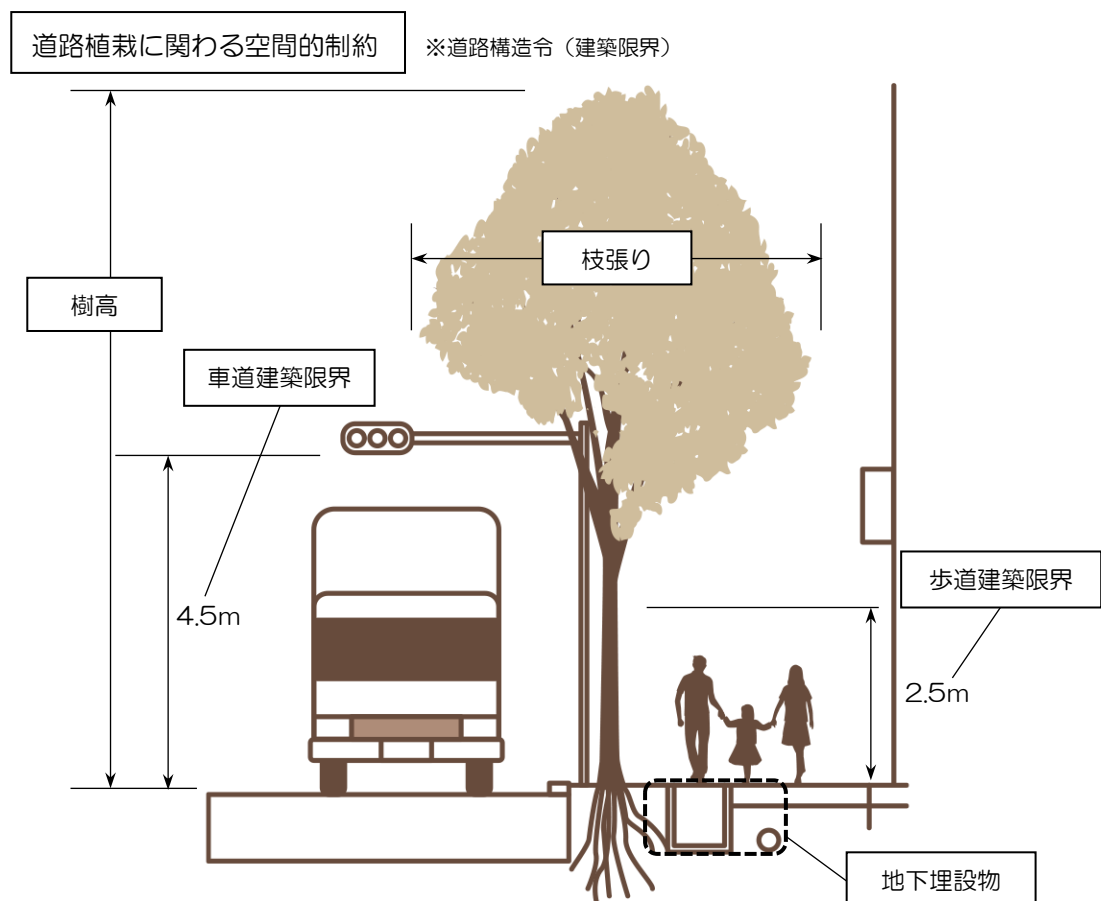 道路植栽に関わる空間的制約
※道路構造令（建築限界）
枝張り
樹高
車道建築限界
歩道建築限界
4.5m
2.5m
地下埋設物